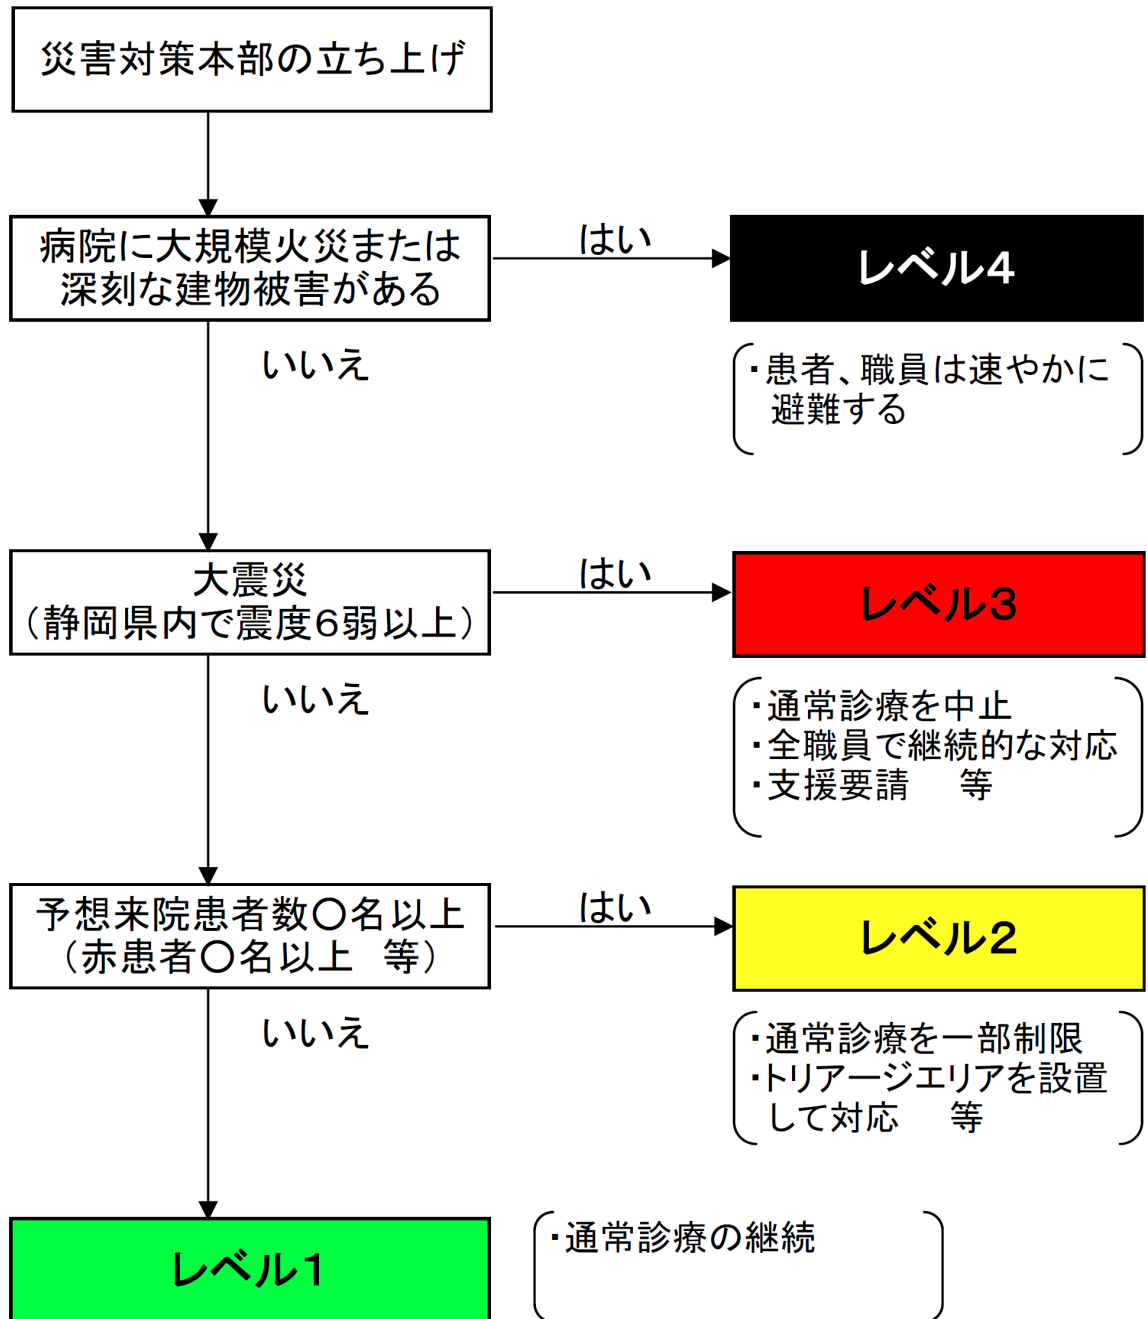 災害対策本部の立ち上げ
病院に大規模火災または
深刻な建物被害がある
はい
レベル4
・患者、職員は速やかに
避難する
いいえ
大震災
（静岡県内で震度6弱以上）
はい
レベル3
・通常診療を中止
・全職員で継続的な対応
・支援要請　等
いいえ
予想来院患者数〇名以上
（赤患者〇名以上　等）
はい
レベル2
・通常診療を一部制限
・トリアージエリアを設置
して対応　等
いいえ
レベル1
・通常診療の継続